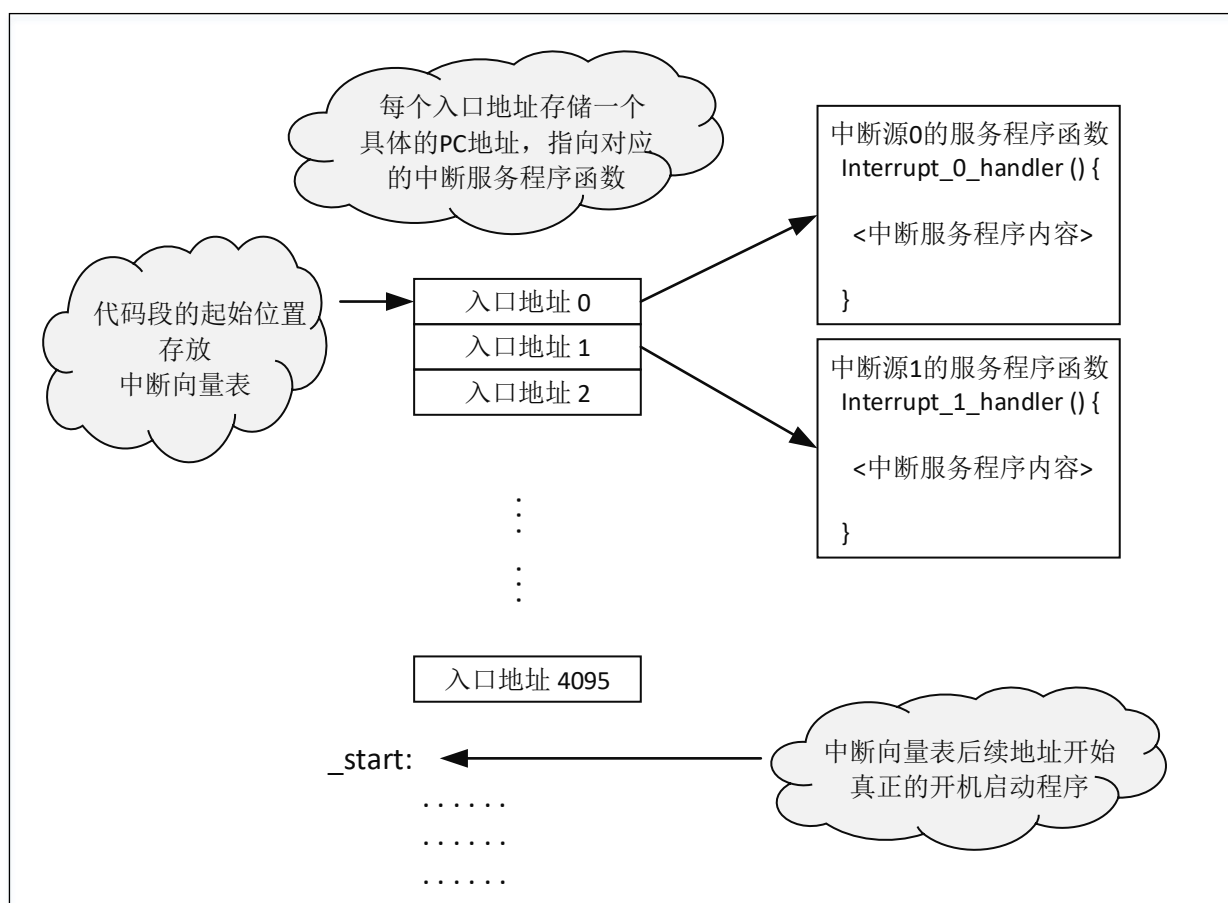 每个入口地址存储一个
具体的PC地址，指向对应
的中断服务程序函数
中断源0的服务程序函数
Interrupt_0_handler () {
<中断服务程序内容>
}
代码段的起始位置
存放
中断向量表
入口地址 0
入口地址 1
入口地址 2
中断源1的服务程序函数
Interrupt_1_handler () {
<中断服务程序内容>
}
入口地址 4095
_start:
中断向量表后续地址开始
真正的开机启动程序
. . . . . .
. . . . . .
. . . . . .